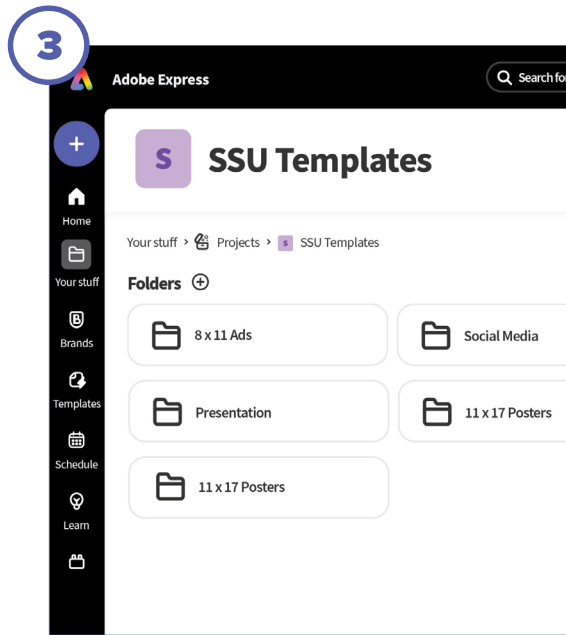 3
Adobe Express
Search for
+
S
SSU Templates
Home
Your stuff
Brands
Templates
Schedule
Learn
Your stuff > Projects > S SSU Templates
Folders
8 x 11 Ads
Social Media
Presentation
11 x 17 Posters
11 x 17 Posters